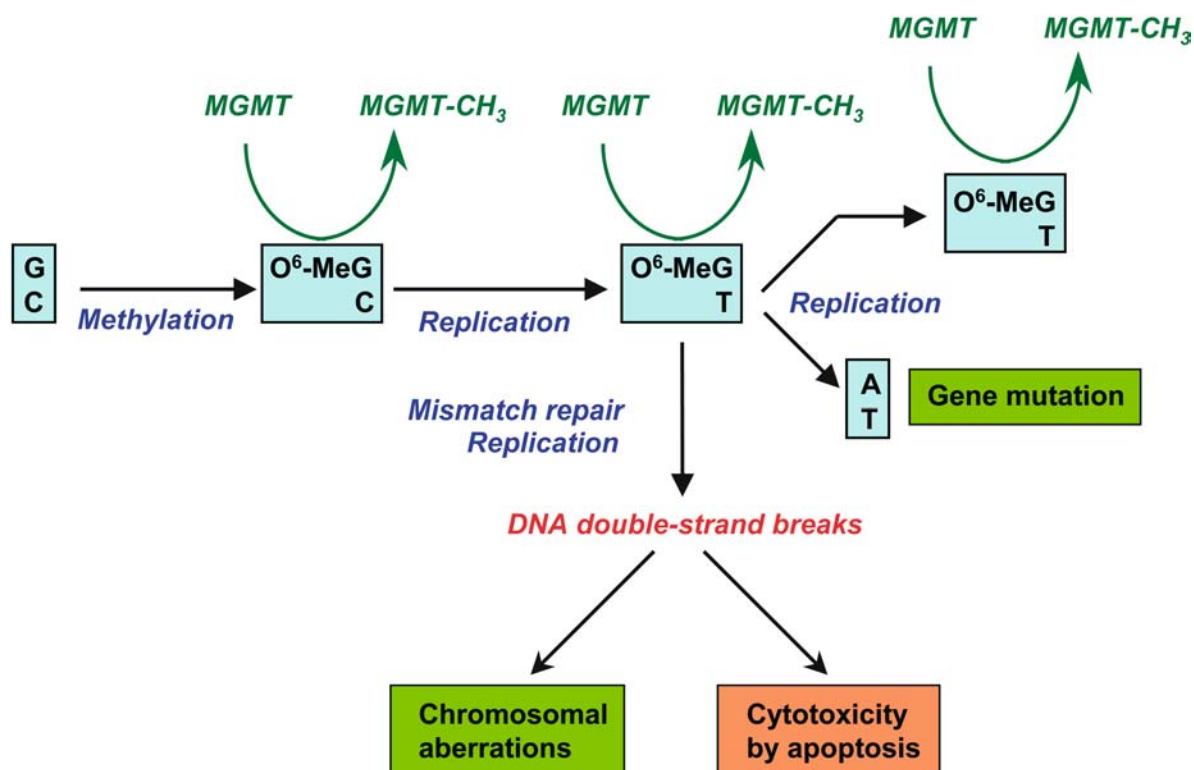 MGMT
MGMT-CH₃
MGMT
MGMT-CH₃
MGMT
MGMT-CH₃
G
C
Methylation
O⁶-MeG
C
Replication
O⁶-MeG
T
Replication
O⁶-MeG
T
A
T
Gene mutation
Mismatch repair
Replication
DNA double-strand breaks
Chromosomal
aberrations
Cytotoxicity
by apoptosis